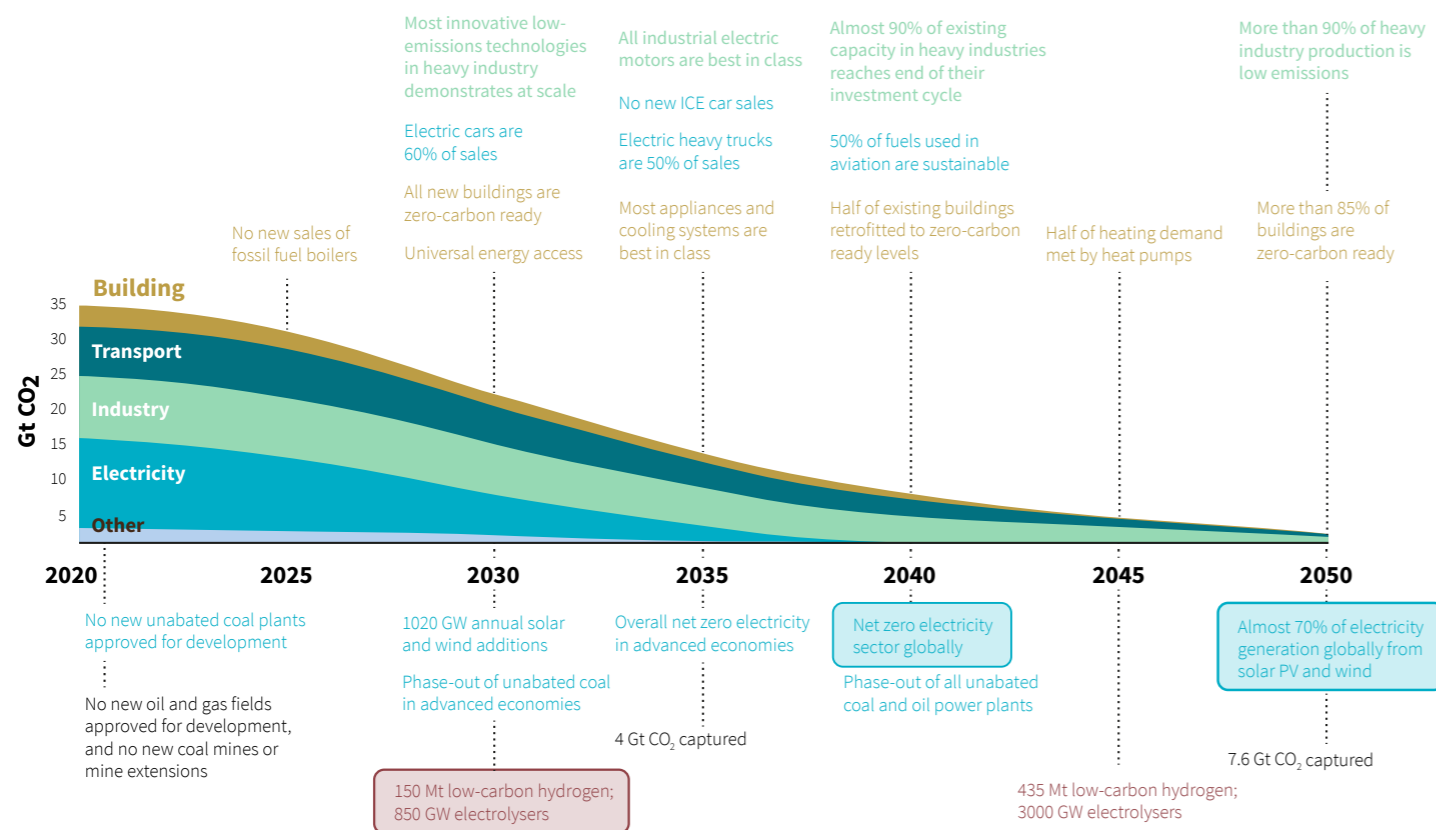 Most innovative low-
emissions technologies
in heavy industry
demonstrates at scale
Electric cars are
60% of sales
All new buildings are
zero-carbon ready
Universal energy access
All industrial electric
motors are best in class
No new ICE car sales
Electric heavy trucks
are 50% of sales
Most appliances and
cooling systems are
best in class
Almost 90% of existing
capacity in heavy industries
reaches end of their
investment cycle
50% of fuels used in
aviation are sustainable
Half of existing buildings
retrofitted to zero-carbon
ready levels
More than 90% of heavy
industry production is
low emissions
More than 85% of
buildings are
zero-carbon ready
No new sales of
fossil fuel boilers
Half of heating demand
met by heat pumps
Gt CO2
35
30
25
20
15
10
5
Building
Transport
Industry
Electricity
Other
2020
2025
2030
2035
2040
2045
2050
No new unabated coal plants
approved for development
No new oil and gas fields
approved for development,
and no new coal mines or
mine extensions
1020 GW annual solar
and wind additions
Phase-out of unabated coal
in advanced economies
150 Mt low-carbon hydrogen;
850 GW electrolysers
Overall net zero electricity
in advanced economies
4 Gt CO₂ captured
Net zero electricity
sector globally
Phase-out of all unabated
coal and oil power plants
435 Mt low-carbon hydrogen;
3000 GW electrolysers
Almost 70% of electricity
generation globally from
solar PV and wind
7.6 Gt CO₂ captured